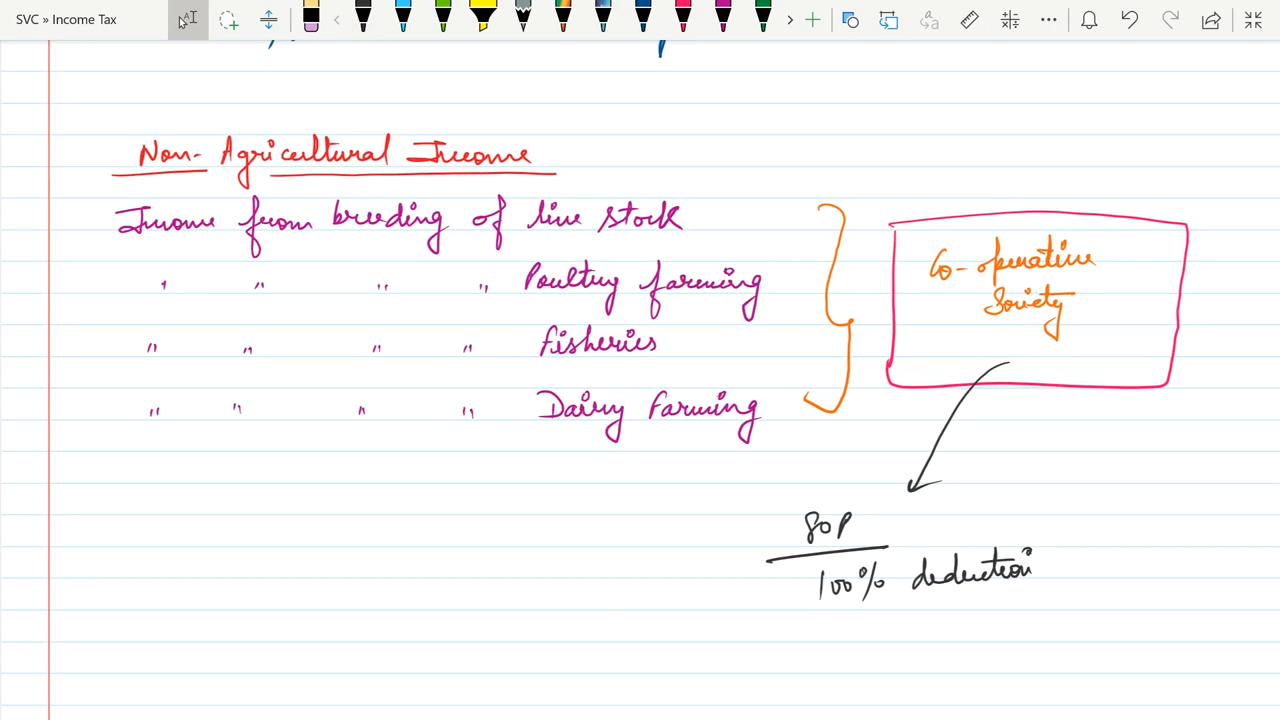 SVC » Income Tax
Non-Agricultural Income
Income from breeding of live stock
" " " " Poultry farming
" " " " Fisheries
" " " " Dairy Farming
Co-operative
Society
80P
100% deduction